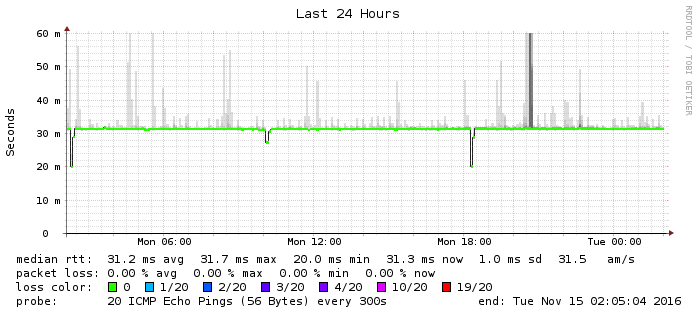 Last 24 Hours
RRDTOOL / TOBI OETIKER
Seconds
60 m
50 m
40 m
30 m
20 m
10 m
0
Mon 06:00 Mon 12:00 Mon 18:00 Tue 00:00
median rtt: 31.2 ms avg 31.7 ms max 20.0 ms min 31.3 ms now 1.0 ms sd 31.5 am/s
packet loss: 0.00 % avg 0.00 % max 0.00 % min 0.00 % now
loss color: 0 1/20 2/20 3/20 4/20 10/20 19/20
probe: 20 ICMP Echo Pings (56 Bytes) every 300s end: Tue Nov 15 02:05:04 2016